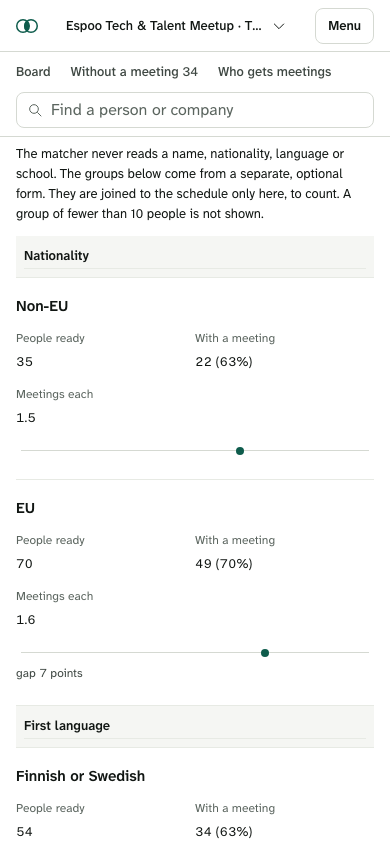 Espoo Tech & Talent Meetup · T...
Menu
Board
Without a meeting 34
Who gets meetings
Find a person or company
The matcher never reads a name, nationality, language or
school. The groups below come from a separate, optional
form. They are joined to the schedule only here, to count. A
group of fewer than 10 people is not shown.
Nationality
Non-EU
People ready
With a meeting
35
22 (63%)
Meetings each
1.5
EU
People ready
With a meeting
70
49 (70%)
Meetings each
1.6
gap 7 points
First language
Finnish or Swedish
People ready
With a meeting
54
34 (63%)